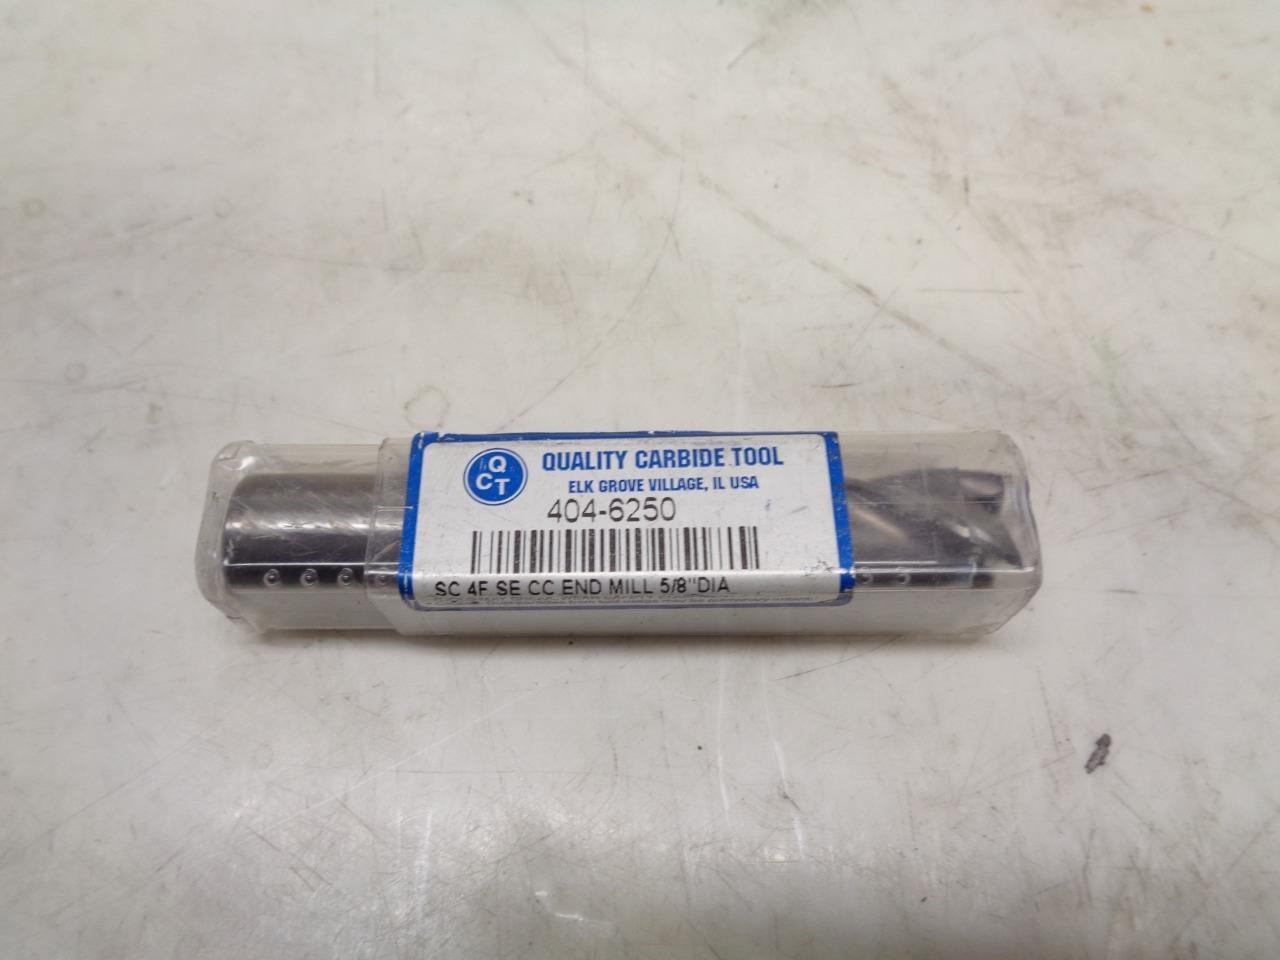 Q
CT
QUALITY CARBIDE TOOL
ELK GROVE VILLAGE, IL USA
404-6250
SC 4F SE CC END MILL 5/8"DIA